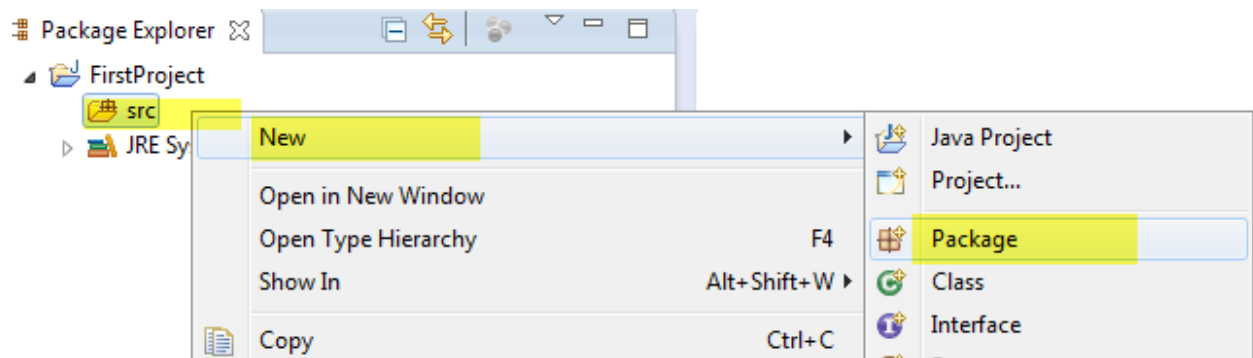 Package Explorer
FirstProject
src
JRE Sy
New
Open in New Window
Open Type Hierarchy F4
Show In Alt+Shift+W
Copy Ctrl+C
Java Project
Project...
Package
Class
Interface